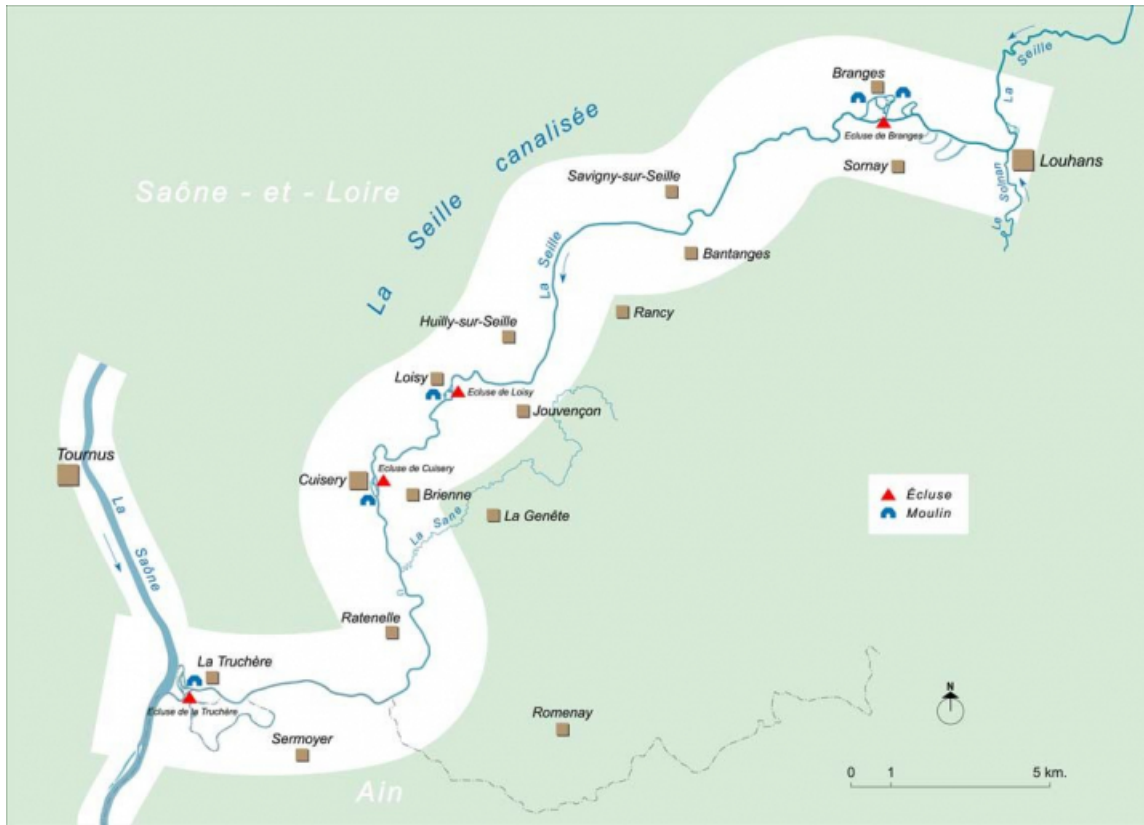 La Seille
Branges
Ecluse de Branges
Sornay
Louhans
Le Solnan
Saône - et - Loire
La Seille canalisée
Savigny-sur-Seille
Bantanges
La Seille
Rancy
Huilly-sur-Seille
Loisy
Ecluse de Loisy
Jouvençon
Tournus
Cuisery
Ecluse de Cuisery
Brienne
La Genête
La Sane
Écluse
Moulin
La Saône
Ratenelle
La Truchère
Ecluse de la Truchère
Sermoyer
Romenay
Ain
N
0 1 5 km.